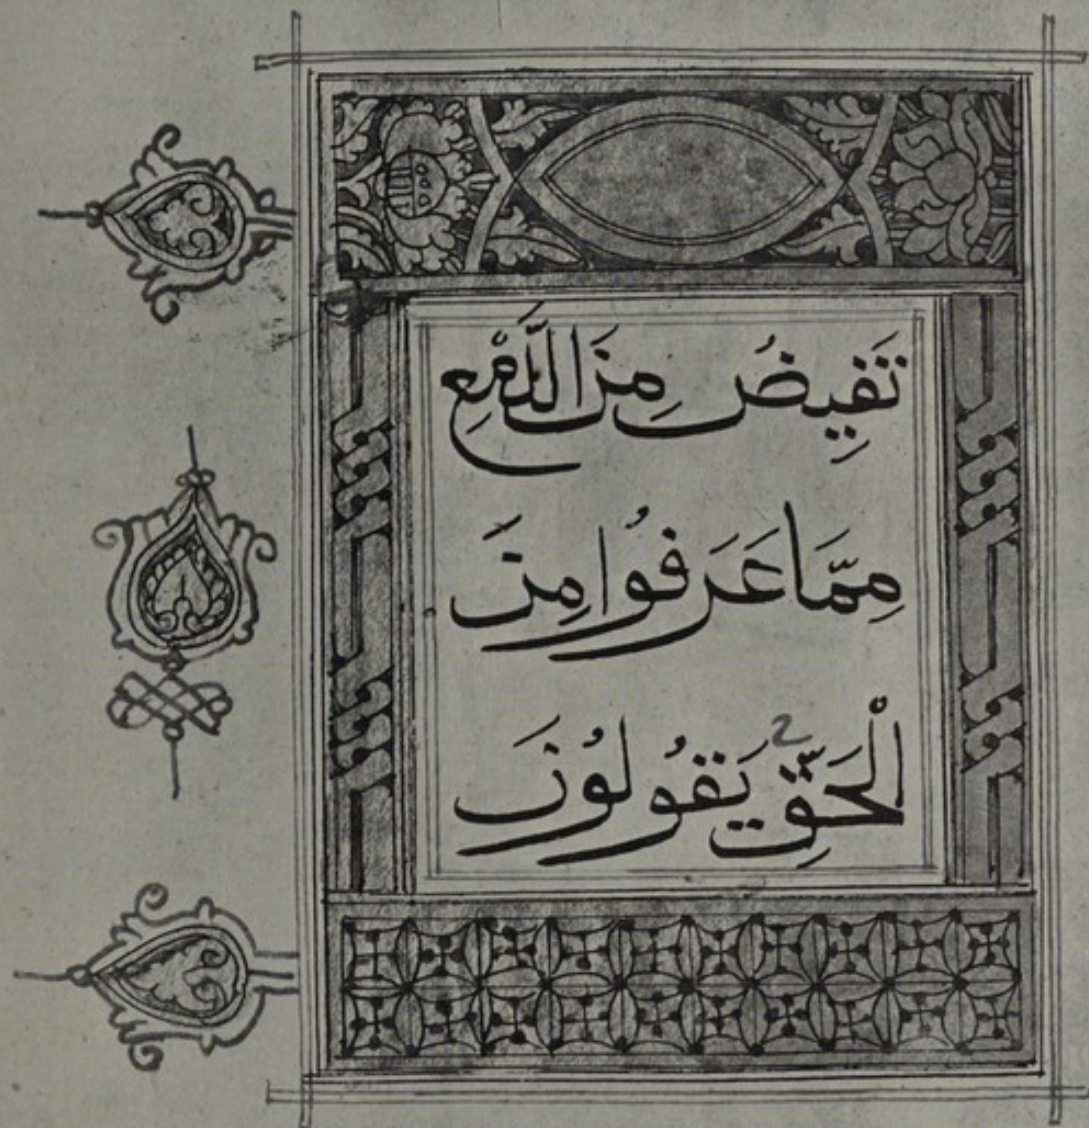 تَفِيضُ مِنَ الدَّمْعِ
مِمَّا عَرَفُوا مِنَ
الْحَقِّ يَقُولُونَ